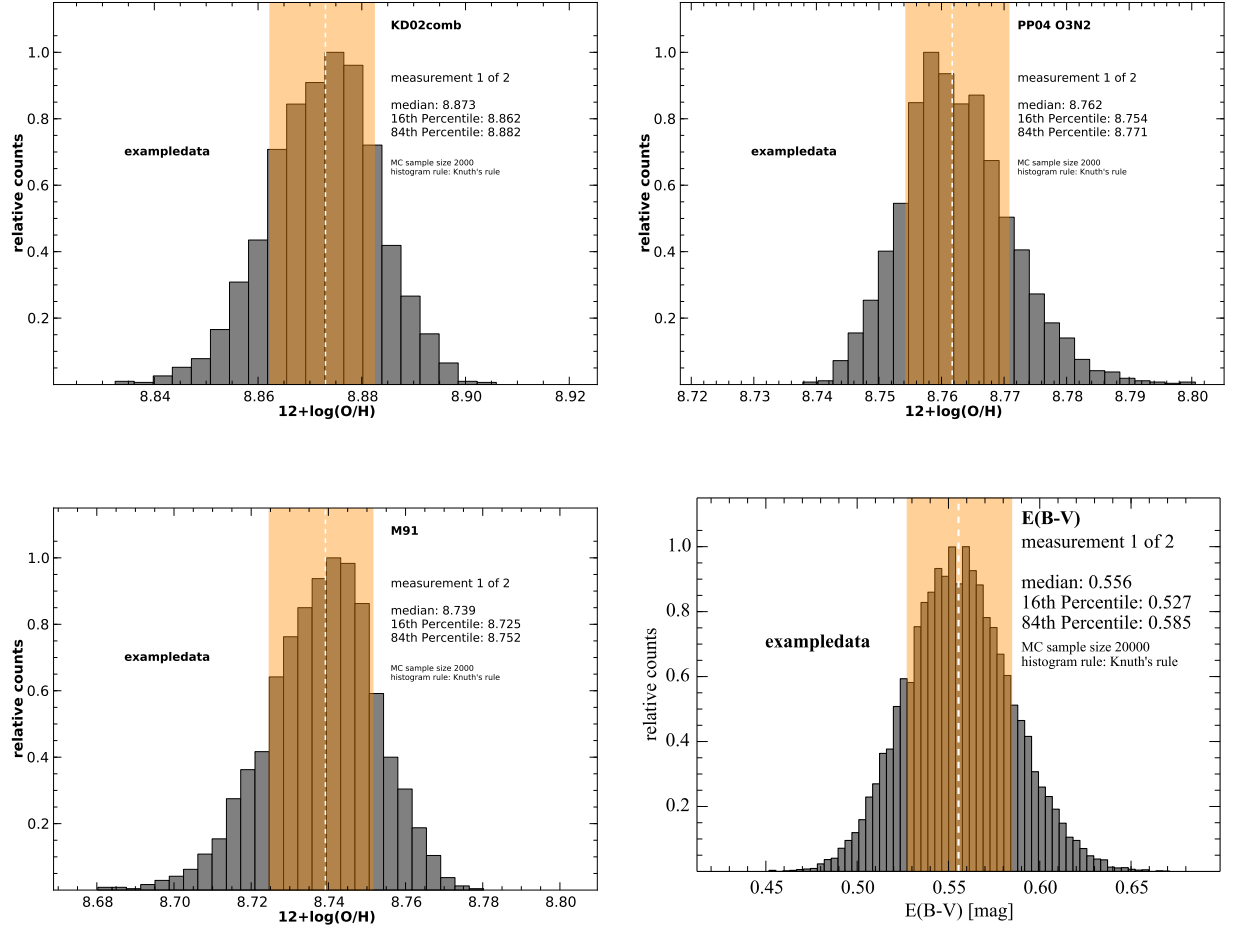 KD02comb
measurement 1 of 2
median: 8.873
16th Percentile: 8.862
84th Percentile: 8.882
MC sample size 2000
histogram rule: Knuth's rule
exampledata
relative counts
1.0
0.8
0.6
0.4
0.2
8.84 8.86 8.88 8.90 8.92
12+log(O/H)
PP04 O3N2
measurement 1 of 2
median: 8.762
16th Percentile: 8.754
84th Percentile: 8.771
MC sample size 2000
histogram rule: Knuth's rule
exampledata
relative counts
1.0
0.8
0.6
0.4
0.2
8.72 8.73 8.74 8.75 8.76 8.77 8.78 8.79 8.80
12+log(O/H)
M91
measurement 1 of 2
median: 8.739
16th Percentile: 8.725
84th Percentile: 8.752
MC sample size 2000
histogram rule: Knuth's rule
exampledata
relative counts
1.0
0.8
0.6
0.4
0.2
8.68 8.70 8.72 8.74 8.76 8.78 8.80
12+log(O/H)
E(B-V)
measurement 1 of 2
median: 0.556
16th Percentile: 0.527
84th Percentile: 0.585
MC sample size 20000
histogram rule: Knuth's rule
exampledata
relative counts
1.0
0.8
0.6
0.4
0.2
0.45 0.50 0.55 0.60 0.65
E(B-V) [mag]